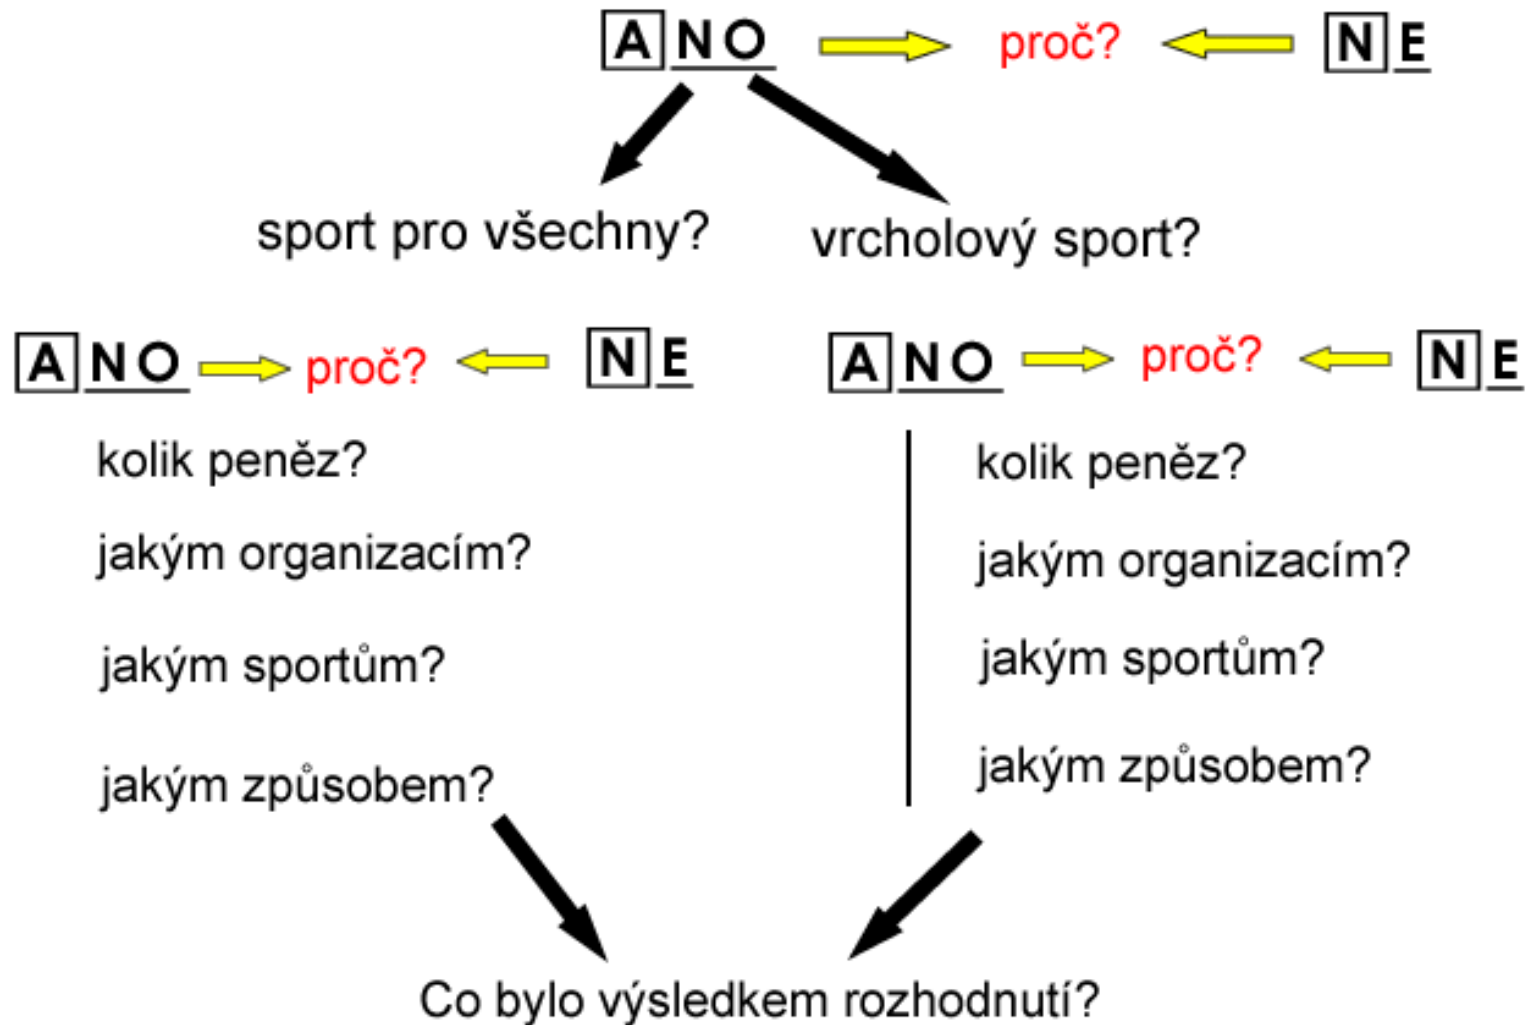 ANO proč? NE
sport pro všechny? vrcholový sport?
ANO proč? NE ANO proč? NE
kolik peněz? kolik peněz?
jakým organizacím? jakým organizacím?
jakým sportům? jakým sportům?
jakým způsobem? jakým způsobem?
Co bylo výsledkem rozhodnutí?